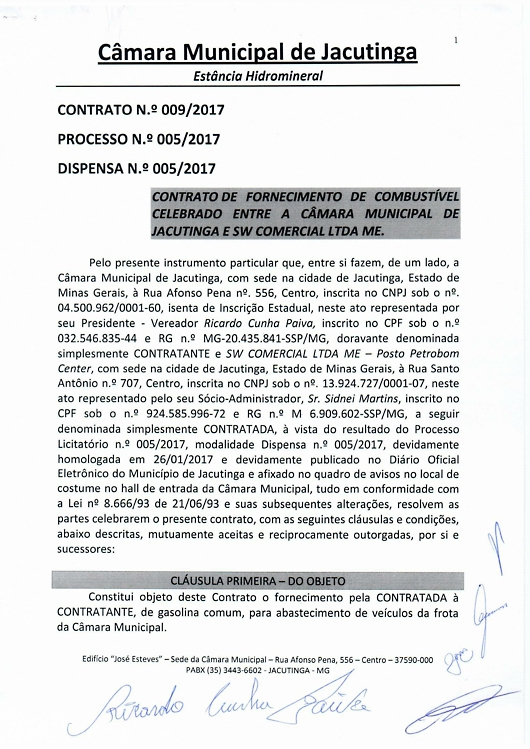 1
Câmara Municipal de Jacutinga
Estância Hidromineral
CONTRATO N.º 009/2017
PROCESSO N.º 005/2017
DISPENSA N.º 005/2017
CONTRATO DE FORNECIMENTO DE COMBUSTÍVEL
CELEBRADO ENTRE A CÂMARA MUNICIPAL DE
JACUTINGA E SW COMERCIAL LTDA ME.
Pelo presente instrumento particular que, entre si fazem, de um lado, a
Câmara Municipal de Jacutinga, com sede na cidade de Jacutinga, Estado de
Minas Gerais, à Rua Afonso Pena nº. 556, Centro, inscrita no CNPJ sob o nº.
04.500.962/0001-60, isenta de Inscrição Estadual, neste ato representada por
seu Presidente - Vereador Ricardo Cunha Paiva, inscrito no CPF sob o n.º
032.546.835-44 e RG n.º MG-20.435.841-SSP/MG, doravante denominada
simplesmente CONTRATANTE e SW COMERCIAL LTDA ME – Posto Petrobom
Center, com sede na cidade de Jacutinga, Estado de Minas Gerais, à Rua Santo
Antônio n.º 707, Centro, inscrita no CNPJ sob o nº. 13.924.727/0001-07, neste
ato representado pelo seu Sócio-Administrador, Sr. Sidnei Martins, inscrito no
CPF sob o n.º 924.585.996-72 e RG n.º M 6.909.602-SSP/MG, a seguir
denominada simplesmente CONTRATADA, à vista do resultado do Processo
Licitatório n.º 005/2017, modalidade Dispensa n.º 005/2017, devidamente
homologada em 26/01/2017 e devidamente publicado no Diário Oficial
Eletrônico do Município de Jacutinga e afixado no quadro de avisos no local de
costume no hall de entrada da Câmara Municipal, tudo em conformidade com
a Lei nº 8.666/93 de 21/06/93 e suas subsequentes alterações, resolvem as
partes celebrarem o presente contrato, com as seguintes cláusulas e condições,
abaixo descritas, mutuamente aceitas e reciprocamente outorgadas, por si e
sucessores:
CLÁUSULA PRIMEIRA – DO OBJETO
Constitui objeto deste Contrato o fornecimento pela CONTRATADA à
CONTRATANTE, de gasolina comum, para abastecimento de veículos da frota
da Câmara Municipal.
Edifício "José Esteves" – Sede da Câmara Municipal – Rua Afonso Pena, 556 – Centro – 37590-000
PABX (35) 3443-6602 - JACUTINGA - MG
Ricardo Cunha Paiva